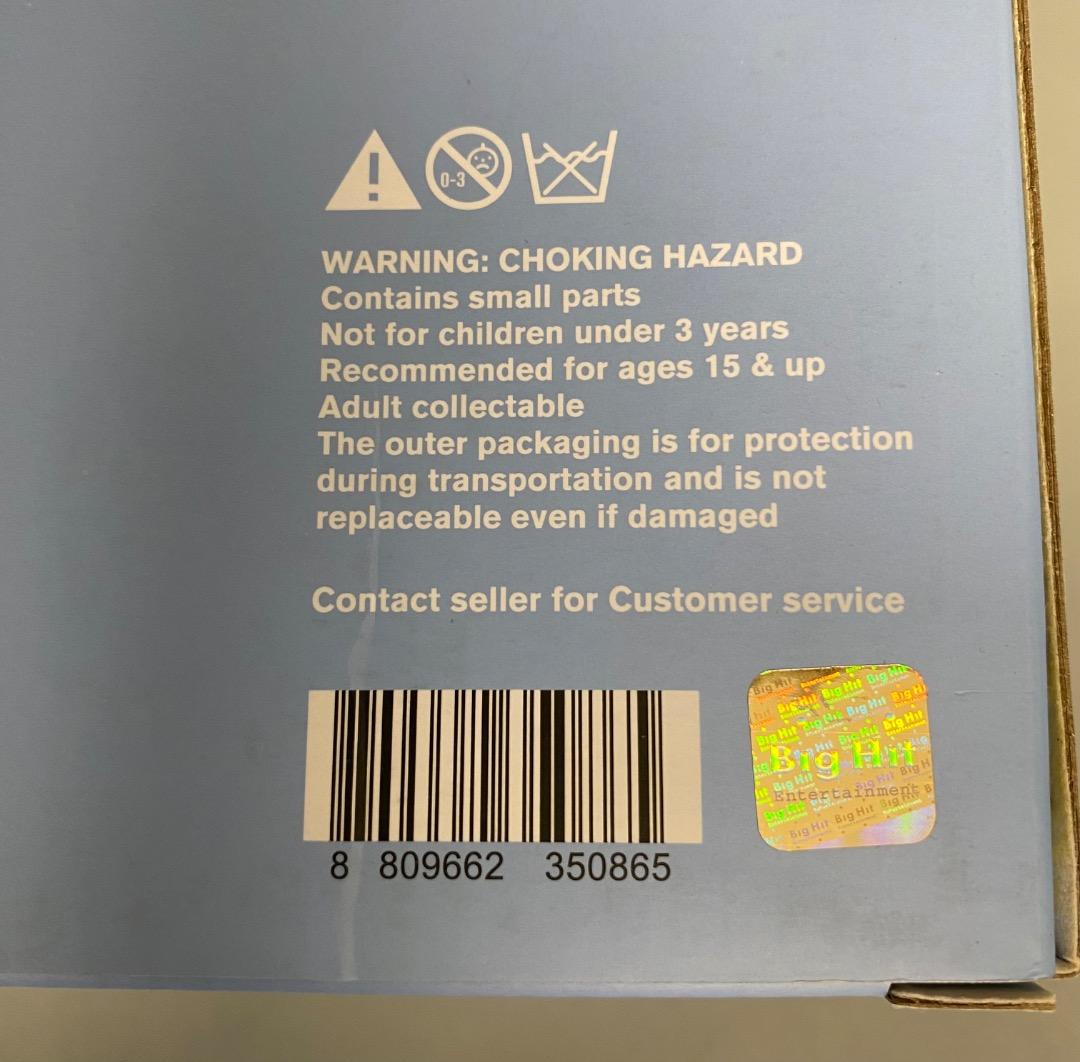 0-3
WARNING: CHOKING HAZARD
Contains small parts
Not for children under 3 years
Recommended for ages 15 & up
Adult collectable
The outer packaging is for protection
during transportation and is not
replaceable even if damaged
Contact seller for Customer service
8 809662 350865
Big Hit
Entertainment